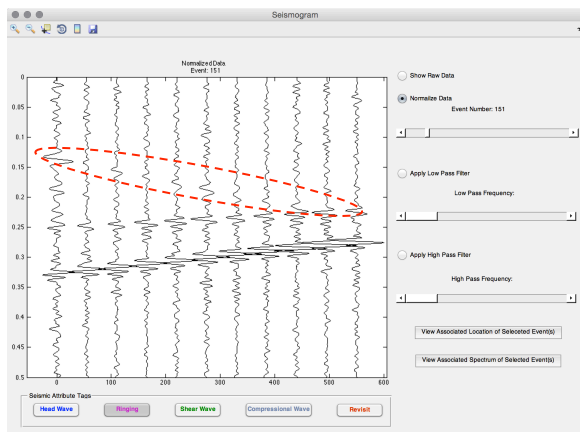 Seismogram
Normalized Data
Event: 151
0
0.05
0.1
0.15
0.2
0.25
0.3
0.35
0.4
0.45
0.5
0 100 200 300 400 500 600
Show Raw Data
Normalize Data
Event Number: 151
Apply Low Pass Filter
Low Pass Frequency:
Apply High Pass Filter
High Pass Frequency:
View Associated Location of Seleceted Event(s)
View Associated Spectrum of Selected Event(s)
Seismic Attribute Tags
Head Wave Ringing Shear Wave Compressional Wave Revisit